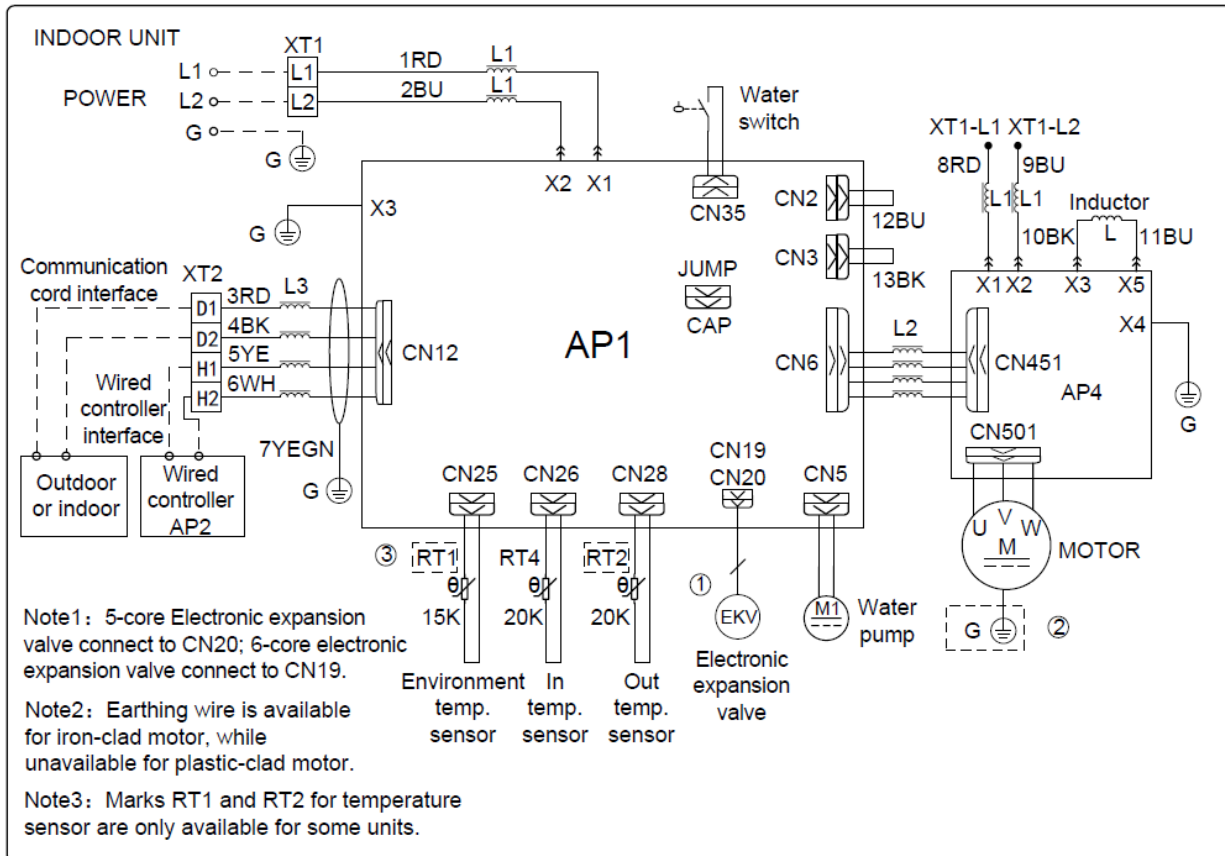 INDOOR UNIT
XT1
L1
L1
1RD
L1
POWER
L2
L2
2BU
L1
G
G
X2
X1
Water
switch
CN35
XT1-L1
XT1-L2
8RD
9BU
L1
L1
Inductor
L
10BK
11BU
X1
X2
X3
X5
X4
G
X3
G
CN2
12BU
CN3
13BK
JUMP
CAP
AP1
Communication
cord interface
XT2
D1
3RD
L3
D2
4BK
H1
5YE
H2
6WH
CN12
Wired
controller
interface
7YEGN
G
Outdoor
or indoor
Wired
controller
AP2
CN6
L2
CN451
AP4
CN501
U
V
W
M
MOTOR
G
②
CN25
CN26
CN28
CN19
CN20
CN5
③
RT1
RT4
RT2
θ
θ
θ
15K
20K
20K
①
EKV
M1
Water
pump
Environment
temp.
sensor
In
temp.
sensor
Out
temp.
sensor
Electronic
expansion
valve
Note1: 5-core Electronic expansion
valve connect to CN20; 6-core electronic
expansion valve connect to CN19.
Note2: Earthing wire is available
for iron-clad motor, while
unavailable for plastic-clad motor.
Note3: Marks RT1 and RT2 for temperature
sensor are only available for some units.